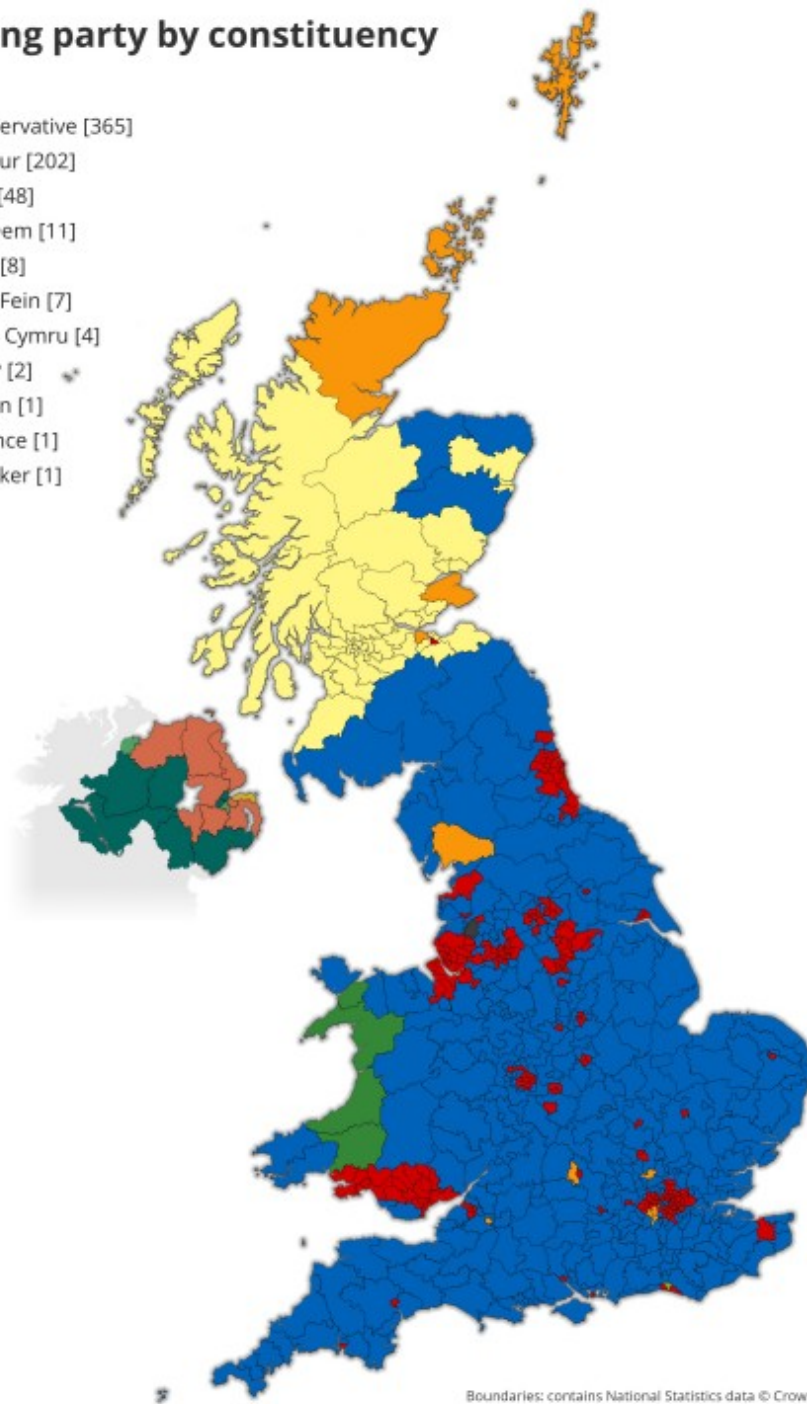 ng party by constituency
ervative [365]
ur [202]
[48]
em [11]
[8]
Fein [7]
Cymru [4]
[2]
n [1]
nce [1]
ker [1]
Boundaries: contains National Statistics data © Crow